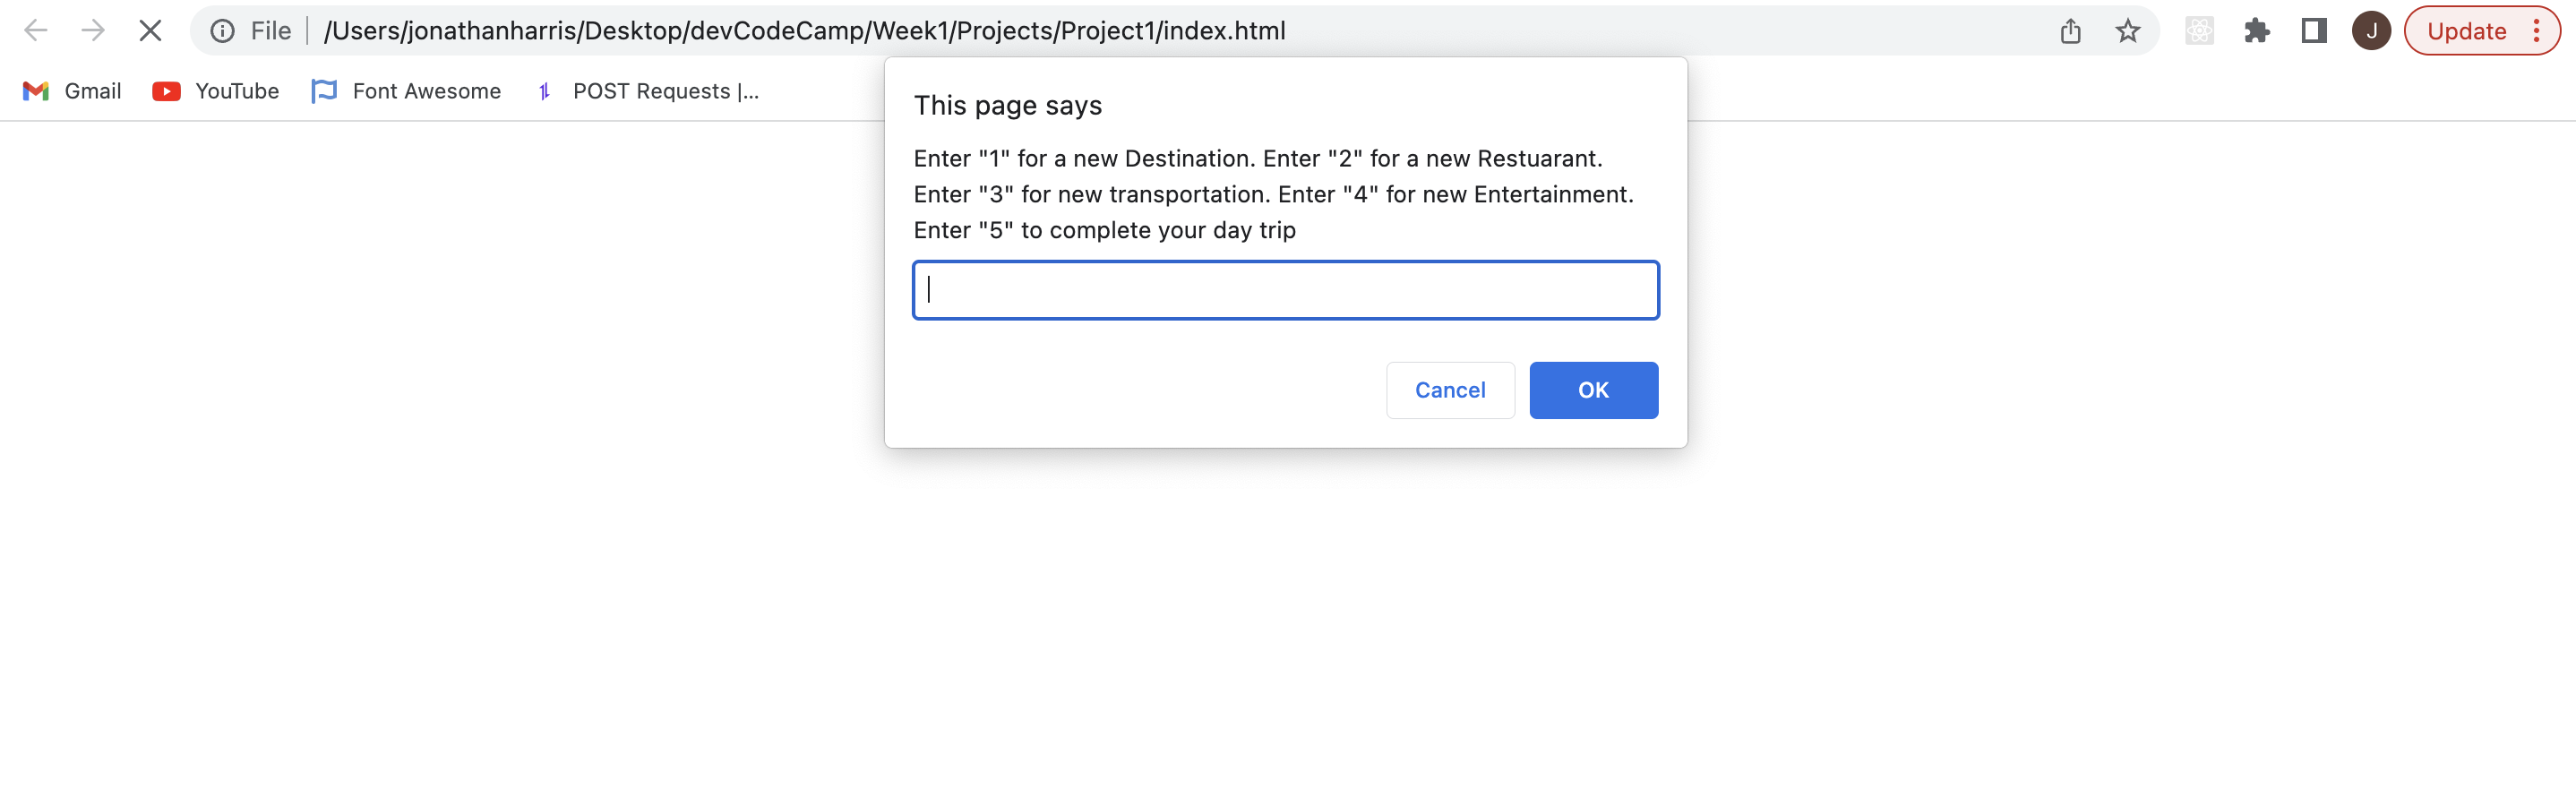 File | /Users/jonathanharris/Desktop/devCodeCamp/Week1/Projects/Project1/index.html
J
Update
Gmail YouTube Font Awesome POST Requests |...
This page says
Enter "1" for a new Destination. Enter "2" for a new Restuarant.
Enter "3" for new transportation. Enter "4" for new Entertainment.
Enter "5" to complete your day trip
Cancel OK